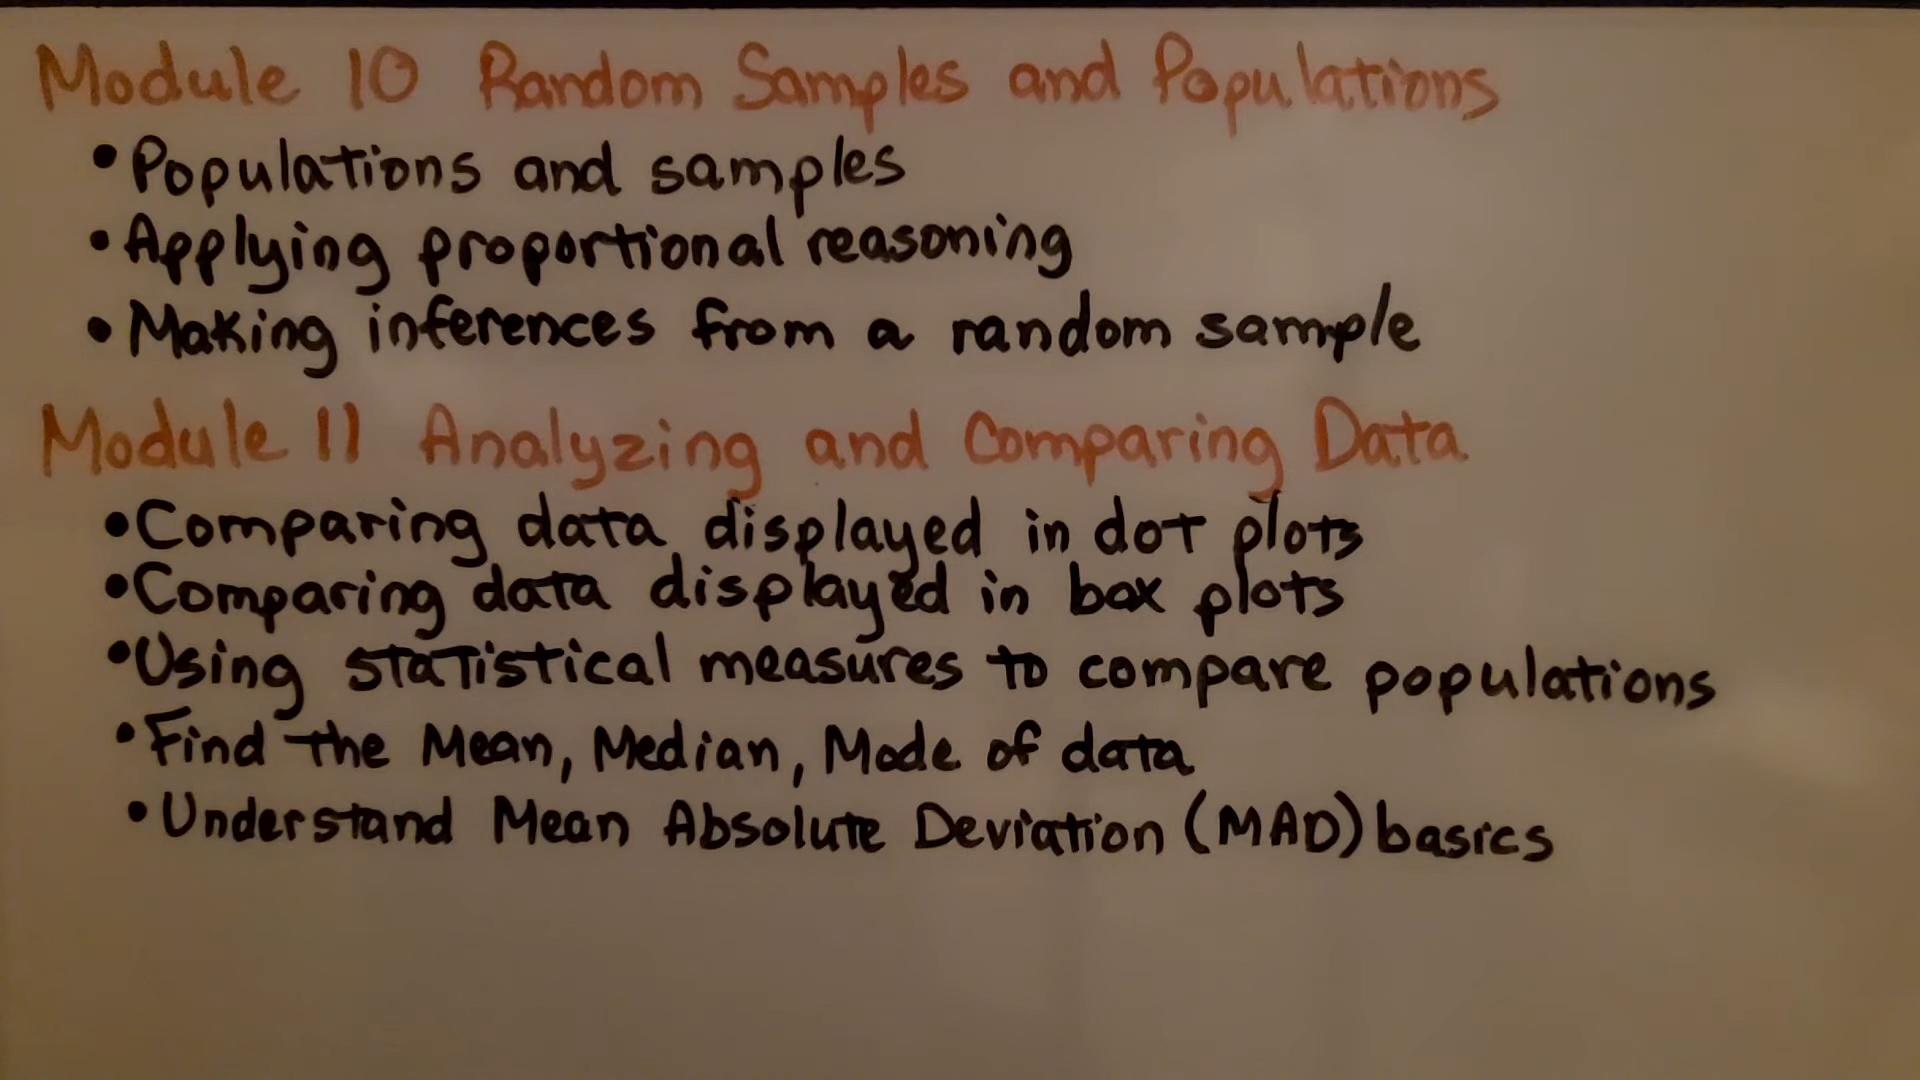 Module 10 Random Samples and Populations
• Populations and samples
• Applying proportional reasoning
• Making inferences from a random sample
Module 11 Analyzing and Comparing Data
• Comparing data displayed in dot plots
• Comparing data displayed in box plots
• Using statistical measures to compare populations
• Find the Mean, Median, Mode of data
• Understand Mean Absolute Deviation (MAD) basics